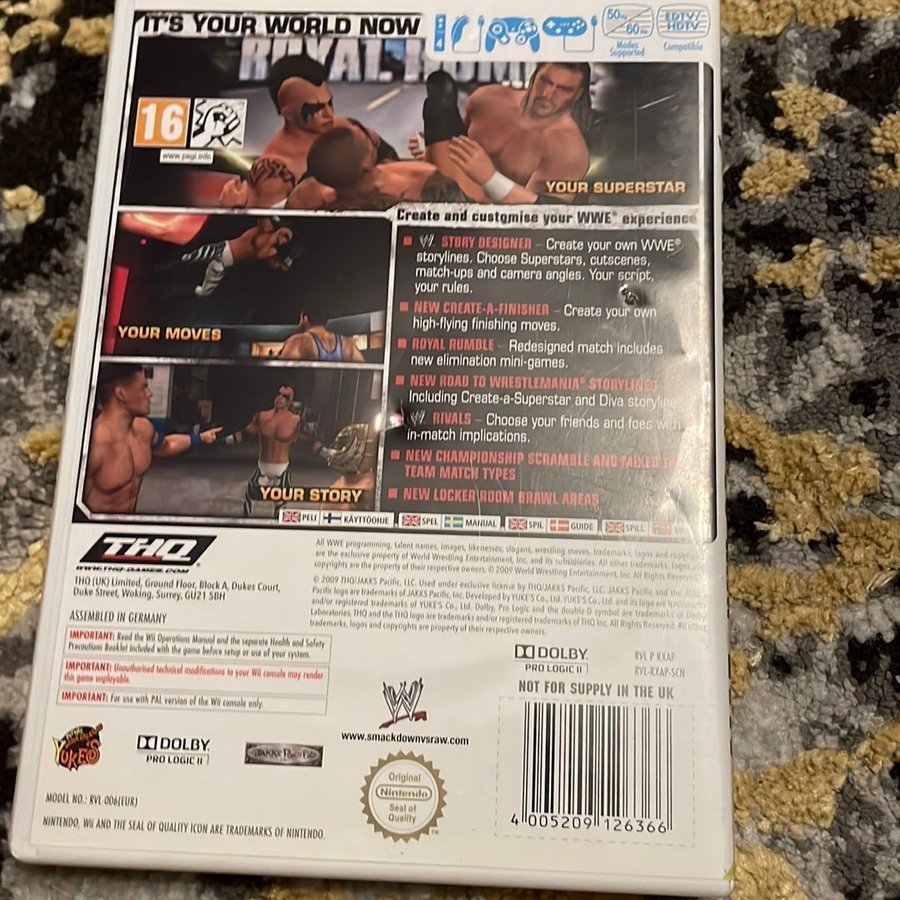 IT'S YOUR WORLD NOW
50Hz
60Hz
Modes
Supported
EDTV/
HDTV
Compatible
ROYAL RUM
16
www.pegi.info
YOUR SUPERSTAR
Create and customise your WWE® experience
STORY DESIGNER – Create your own WWE®
storylines. Choose Superstars, cutscenes,
match-ups and camera angles. Your script,
your rules.
NEW CREATE-A-FINISHER – Create your own
high-flying finishing moves.
ROYAL RUMBLE – Redesigned match includes
new elimination mini-games.
NEW ROAD TO WRESTLEMANIA® STORYLINES
Including Create-a-Superstar and Diva storyline
RIVALS – Choose your friends and foes with
in-match implications.
NEW CHAMPIONSHIP SCRAMBLE AND MIXED T
TEAM MATCH TYPES
NEW LOCKER ROOM BRAWL AREAS
YOUR MOVES
YOUR STORY
PELI KÄYTTÖOHJE SPEL MANUAL SPIL GUIDE SPILL
THQ
WWW.THQ-GAMES.COM
THQ (UK) Limited, Ground Floor, Block A, Dukes Court,
Duke Street, Woking, Surrey, GU21 5BH
ASSEMBLED IN GERMANY
IMPORTANT: Read the Wii Operations Manual and the separate Health and Safety
Precautions Booklet included with the game before setup or use of your system.
IMPORTANT: Unauthorised technical modifications to your Wii console may render
this game unplayable.
IMPORTANT: For use with PAL version of the Wii console only.
All WWE programming, talent names, images, likenesses, slogans, wrestling moves, trademarks, logos and copyrights
are the exclusive property of World Wrestling Entertainment, Inc. and its subsidiaries. All other trademarks, logos and
copyrights are the property of their respective owners. © 2009 World Wrestling Entertainment, Inc. All Rights Reserved.
© 2009 THQ/JAKKS Pacific, LLC. Used under exclusive license by THQ/JAKKS Pacific, LLC. JAKKS Pacific and the JAKKS
Pacific logo are trademarks of JAKKS Pacific, Inc. Developed by YUKE'S Co., Ltd. YUKE'S Co., Ltd. and its logo are trademarks
and/or registered trademarks of YUKE'S Co., Ltd. Dolby, Pro Logic and the double D symbol are trademarks of Dolby
Laboratories. THQ and the THQ logo are trademarks and/or registered trademarks of THQ Inc. All Rights Reserved. All other
trademarks, logos and copyrights are property of their respective owners.
DOLBY
PRO LOGIC II
RVL P RXAP
RVL-RXAP-SCN
NOT FOR SUPPLY IN THE UK
www.smackdownvsraw.com
YUKE'S
DOLBY
PRO LOGIC II
JAKKS Pacific
Original
Nintendo
Seal of
Quality
TM
4 005209 126366
MODEL NO.: RVL-006(EUR)
NINTENDO, Wii AND THE SEAL OF QUALITY ICON ARE TRADEMARKS OF NINTENDO.